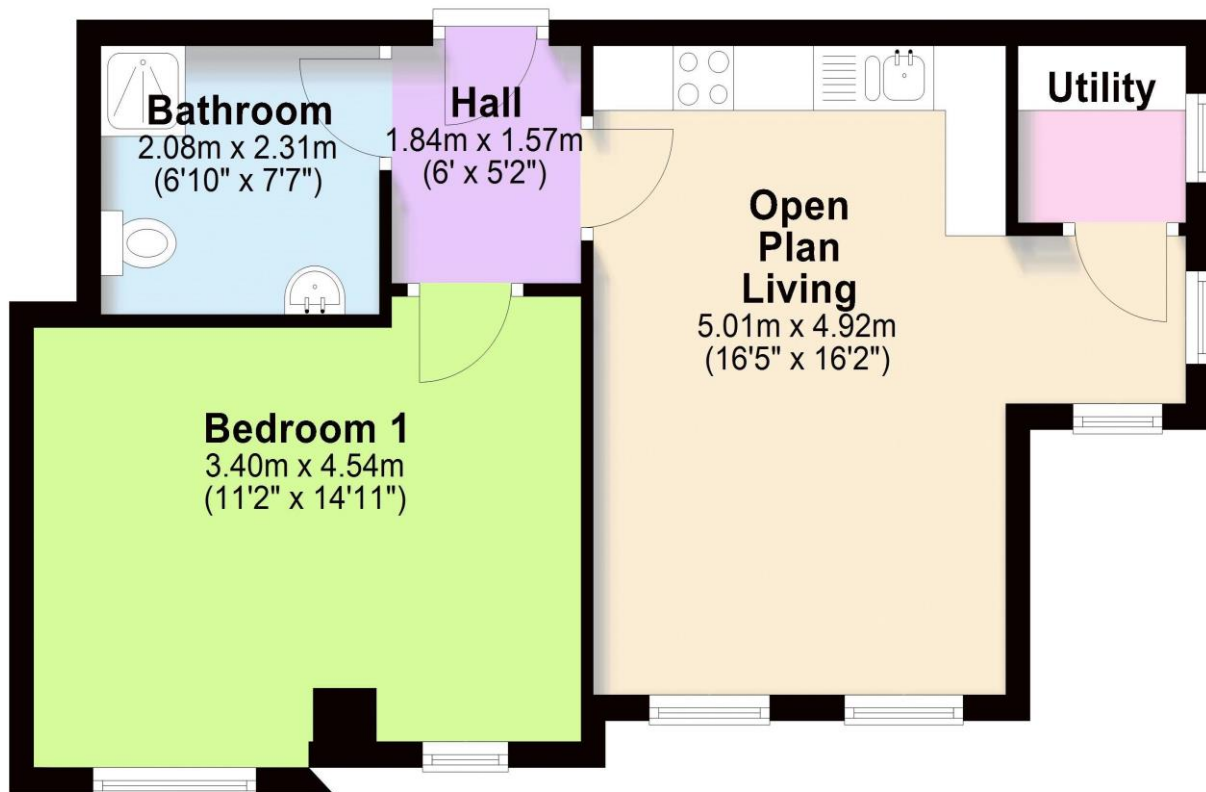 Bathroom
2.08m x 2.31m
(6'10" x 7'7")
Hall
1.84m x 1.57m
(6' x 5'2")
Utility
Open
Plan
Living
5.01m x 4.92m
(16'5" x 16'2")
Bedroom 1
3.40m x 4.54m
(11'2" x 14'11")